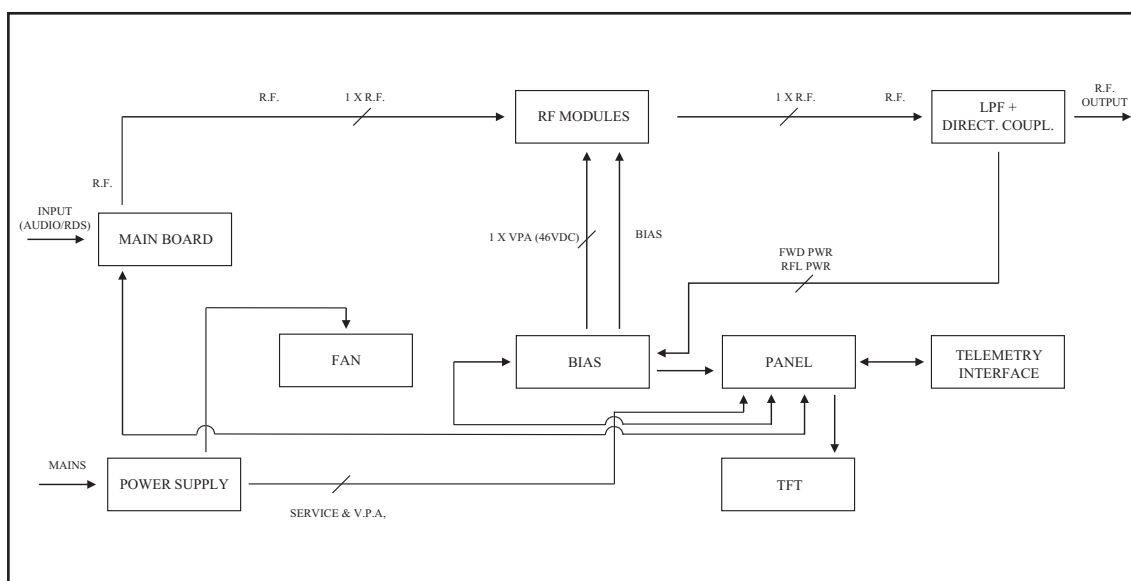 R.F.
1 X R.F.
RF MODULES
1 X R.F.
R.F.
LPF +
DIRECT. COUPL.
R.F.
OUTPUT
R.F.
INPUT
(AUDIO/RDS)
MAIN BOARD
1 X VPA (46VDC)
BIAS
FWD PWR
RFL PWR
FAN
BIAS
PANEL
TELEMETRY
INTERFACE
MAINS
POWER SUPPLY
SERVICE & V.P.A,
TFT